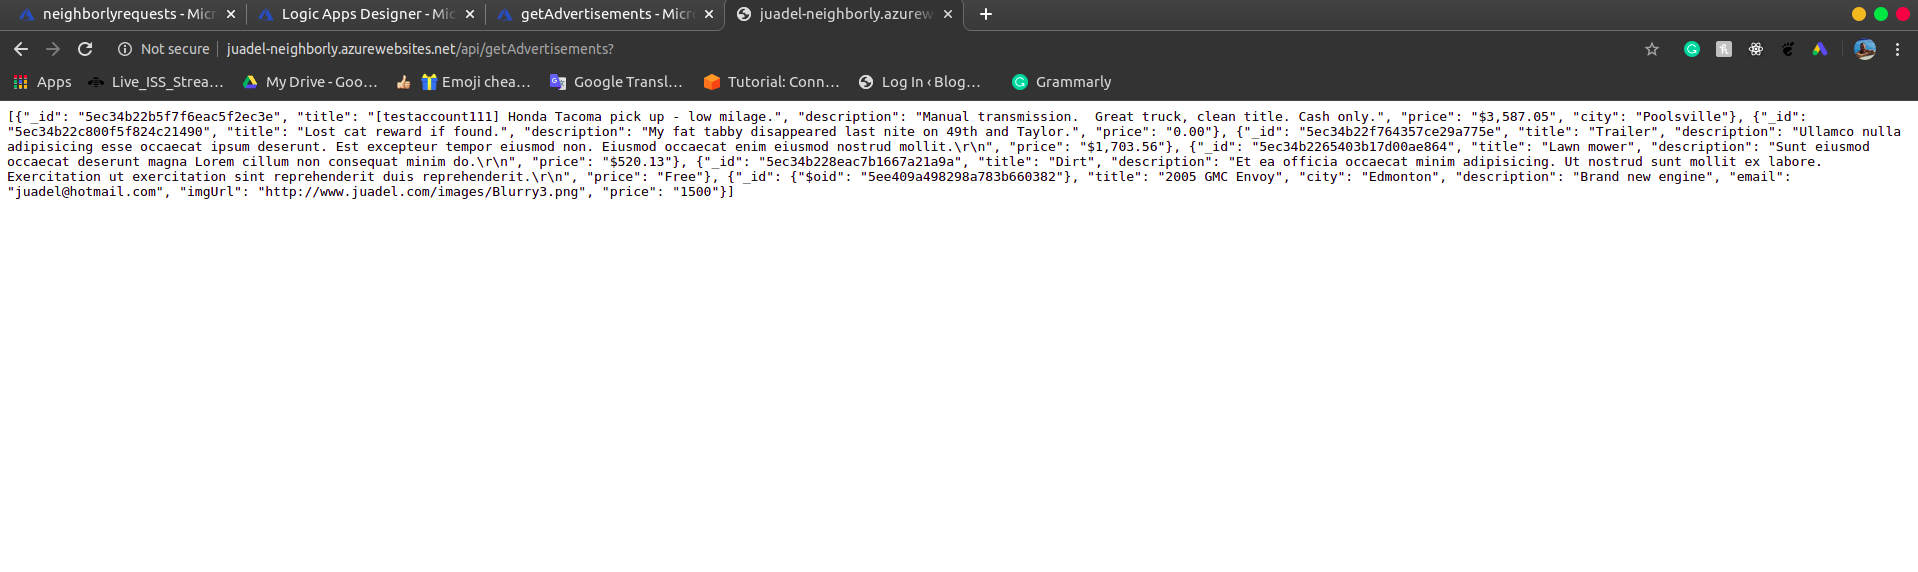 neighborlyrequests - Micr
Logic Apps Designer - Mic
getAdvertisements - Micr
juadel-neighborly.azurew
Not secure
juadel-neighborly.azurewebsites.net/api/getAdvertisements?
Apps
Live_ISS_Strea…
My Drive - Goo…
Emoji chea…
Google Transl…
Tutorial: Conn…
Log In ‹ Blog…
Grammarly
[{"_id": "5ec34b22b5f7f6eac5f2ec3e", "title": "[testaccount111] Honda Tacoma pick up - low milage.", "description": "Manual transmission.  Great truck, clean title. Cash only.", "price": "$3,587.05", "city": "Poolsville"}, {"_id":
"5ec34b22c800f5f824c21490", "title": "Lost cat reward if found.", "description": "My fat tabby disappeared last nite on 49th and Taylor.", "price": "0.00"}, {"_id": "5ec34b22f764357ce29a775e", "title": "Trailer", "description": "Ullamco nulla
adipisicing esse occaecat ipsum deserunt. Est excepteur tempor eiusmod non. Eiusmod occaecat enim eiusmod nostrud mollit.\r\n", "price": "$1,703.56"}, {"_id": "5ec34b2265403b17d00ae864", "title": "Lawn mower", "description": "Sunt eiusmod
occaecat deserunt magna Lorem cillum non consequat minim do.\r\n", "price": "$520.13"}, {"_id": "5ec34b228eac7b1667a21a9a", "title": "Dirt", "description": "Et ea officia occaecat minim adipisicing. Ut nostrud sunt mollit ex labore.
Exercitation ut exercitation sint reprehenderit duis reprehenderit.\r\n", "price": "Free"}, {"_id": {"$oid": "5ee409a498298a783b660382"}, "title": "2005 GMC Envoy", "city": "Edmonton", "description": "Brand new engine", "email":
"juadel@hotmail.com", "imgUrl": "http://www.juadel.com/images/Blurry3.png", "price": "1500"}]